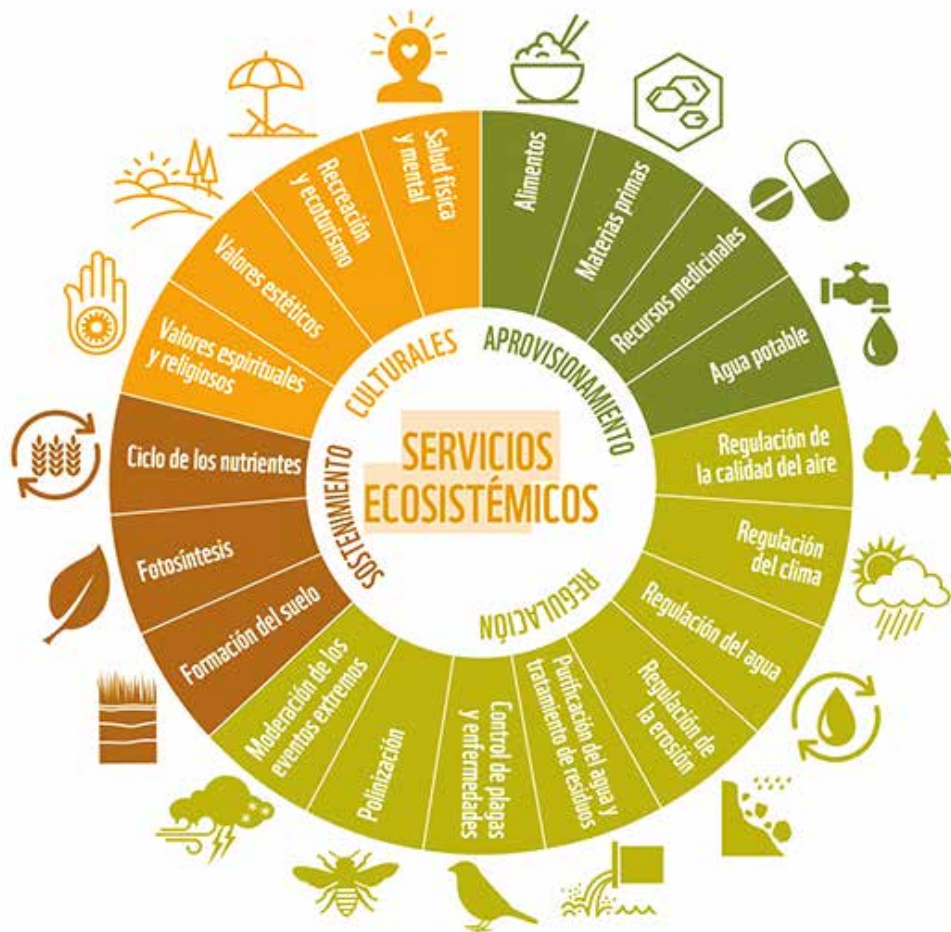 SERVICIOS
ECOSISTÉMICOS
APROVISIONAMIENTO
Alimentos
Materias primas
Recursos medicinales
Agua potable
REGULACIÓN
Regulación de
la calidad del aire
Regulación
del clima
Regulación del agua
Regulación de
la erosión
Purificación del agua y
tratamiento de residuos
Control de plagas
y enfermedades
Polinización
Moderación de los
eventos extremos
SOSTENIMIENTO
Formación del suelo
Fotosíntesis
Ciclo de los nutrientes
CULTURALES
Valores espirituales
y religiosos
Valores estéticos
Recreación
y ecoturismo
Salud física
y mental